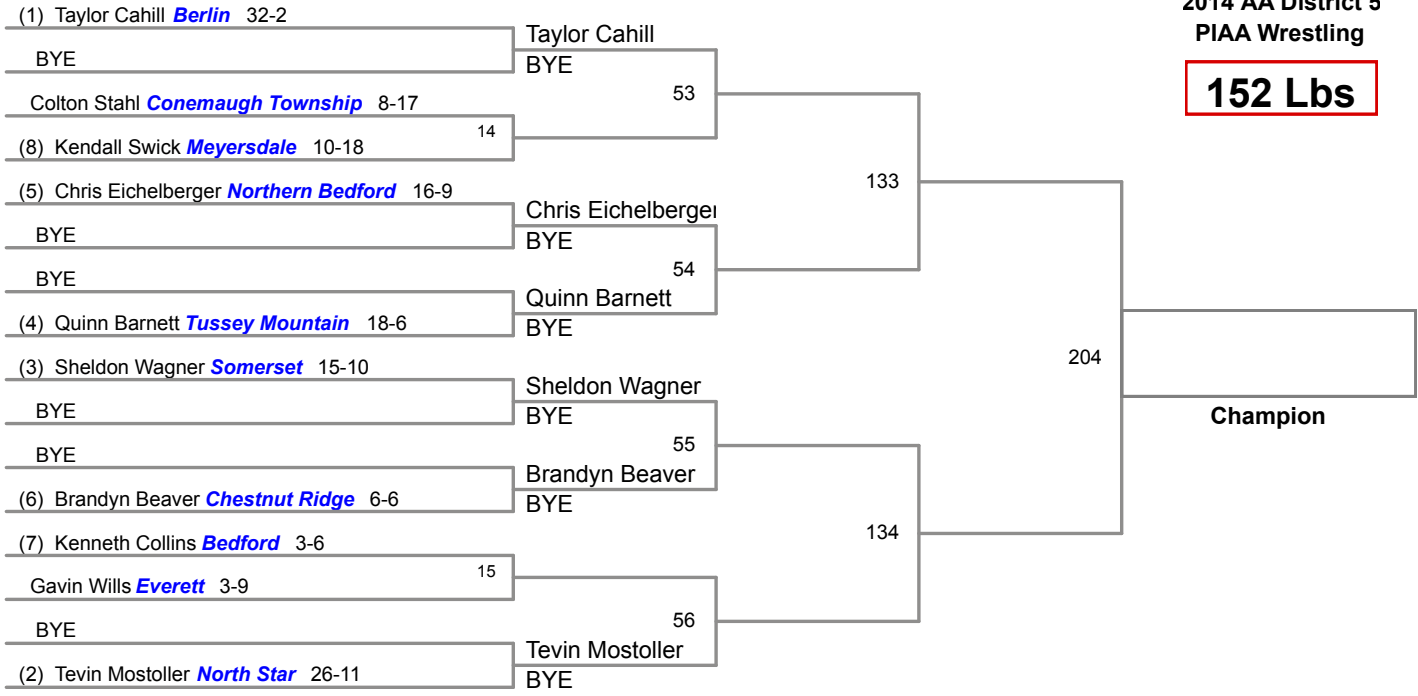 2014 AA District 5
PIAA Wrestling
152 Lbs
(1) Taylor Cahill Berlin 32-2
BYE
Colton Stahl Conemaugh Township 8-17
14
(8) Kendall Swick Meyersdale 10-18
(5) Chris Eichelberger Northern Bedford 16-9
BYE
BYE
(4) Quinn Barnett Tussey Mountain 18-6
(3) Sheldon Wagner Somerset 15-10
BYE
BYE
(6) Brandyn Beaver Chestnut Ridge 6-6
(7) Kenneth Collins Bedford 3-6
15
Gavin Wills Everett 3-9
BYE
(2) Tevin Mostoller North Star 26-11
Taylor Cahill
BYE
53
Chris Eichelberger
BYE
54
Quinn Barnett
BYE
Sheldon Wagner
BYE
55
Brandyn Beaver
BYE
56
Tevin Mostoller
BYE
133
134
204
Champion